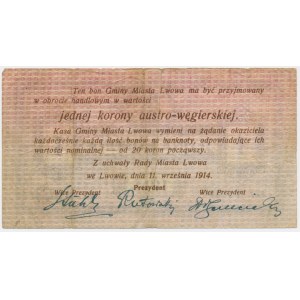 Ten bon Gminy Miasta Lwowa ma być przyjmowany
w obrocie handlowym w wartości
jednej korony austro-węgierskiej.
Kasa Gminy Miasta Lwowa wymieni na żądanie okaziciela
każdocześnie każdą ilość bonów na banknoty, odpowiadające ich
wartości nominalnej — od 20 koron począwszy.
Z uchwały Rady Miasta Lwowa
we Lwowie, dnia 11. września 1914.
Prezydent
Wice Prezydent Wice Prezydent
Rutowski